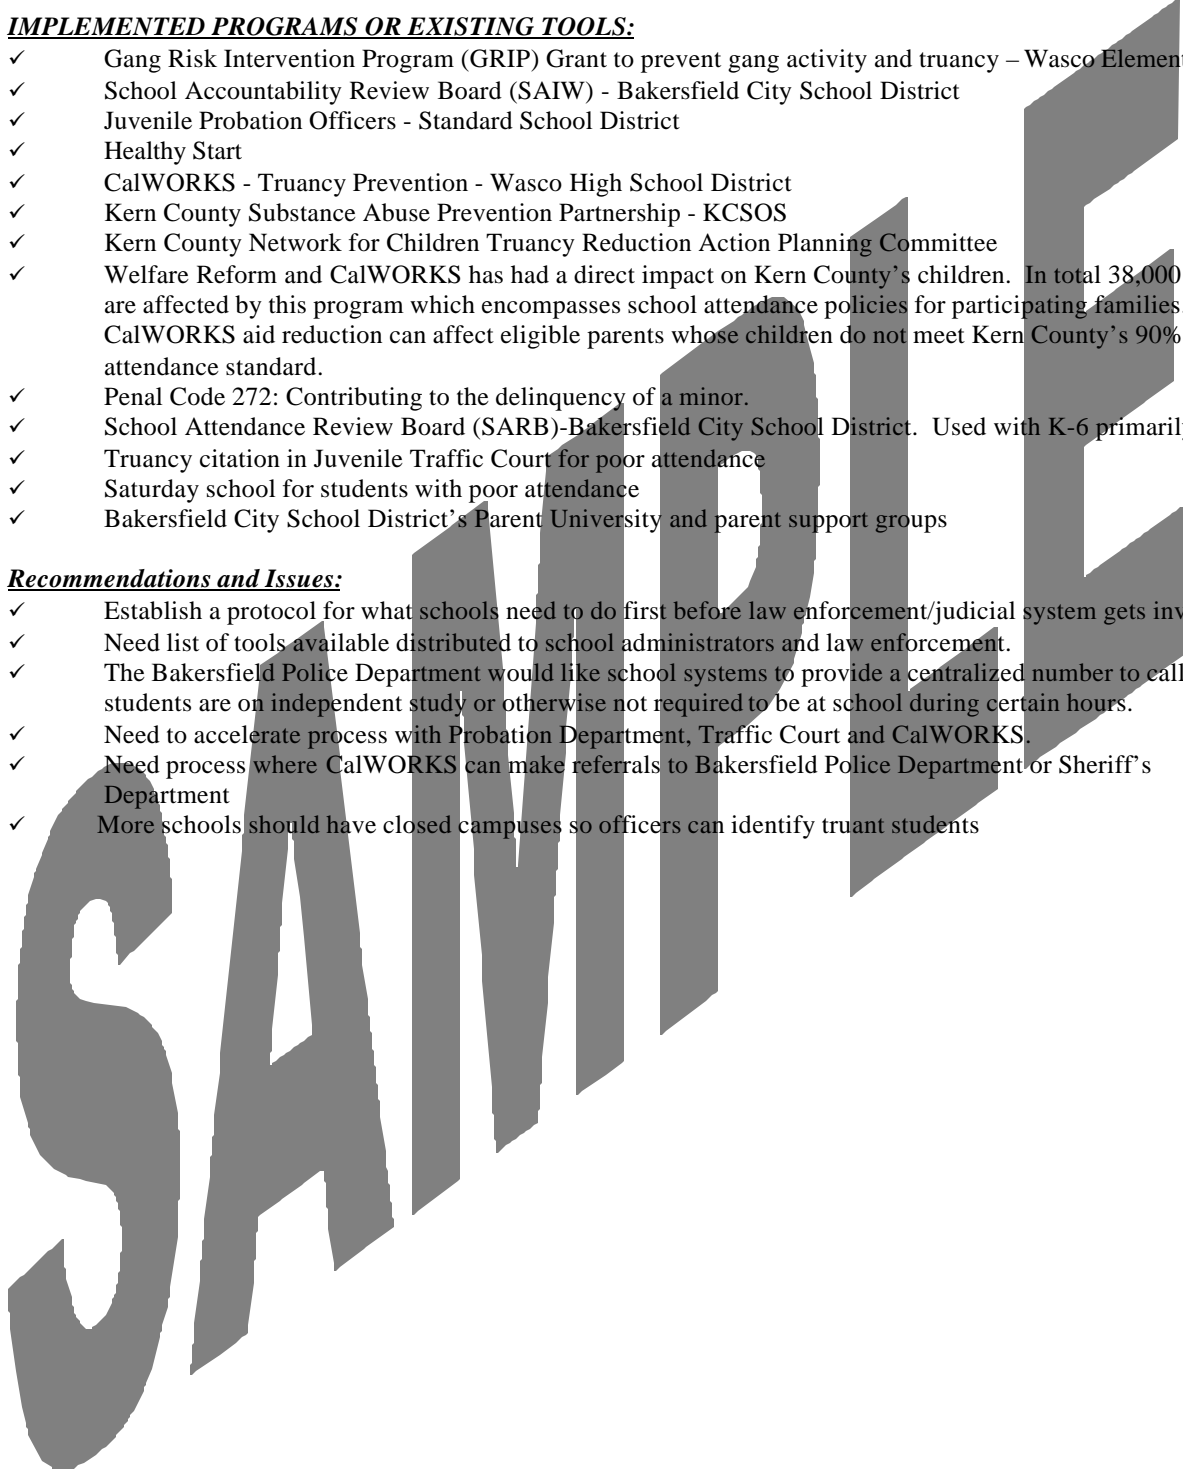 IMPLEMENTED PROGRAMS OR EXISTING TOOLS:
✓ Gang Risk Intervention Program (GRIP) Grant to prevent gang activity and truancy – Wasco Element
✓ School Accountability Review Board (SAIW) - Bakersfield City School District
✓ Juvenile Probation Officers - Standard School District
✓ Healthy Start
✓ CalWORKS - Truancy Prevention - Wasco High School District
✓ Kern County Substance Abuse Prevention Partnership - KCSOS
✓ Kern County Network for Children Truancy Reduction Action Planning Committee
✓ Welfare Reform and CalWORKS has had a direct impact on Kern County’s children. In total 38,000
are affected by this program which encompasses school attendance policies for participating families.
CalWORKS aid reduction can affect eligible parents whose children do not meet Kern County’s 90%
attendance standard.
✓ Penal Code 272: Contributing to the delinquency of a minor.
✓ School Attendance Review Board (SARB)-Bakersfield City School District. Used with K-6 primaril
✓ Truancy citation in Juvenile Traffic Court for poor attendance
✓ Saturday school for students with poor attendance
✓ Bakersfield City School District’s Parent University and parent support groups
Recommendations and Issues:
✓ Establish a protocol for what schools need to do first before law enforcement/judicial system gets inv
✓ Need list of tools available distributed to school administrators and law enforcement.
✓ The Bakersfield Police Department would like school systems to provide a centralized number to call
students are on independent study or otherwise not required to be at school during certain hours.
✓ Need to accelerate process with Probation Department, Traffic Court and CalWORKS.
✓ Need process where CalWORKS can make referrals to Bakersfield Police Department or Sheriff’s
Department
✓ More schools should have closed campuses so officers can identify truant students
SAMPLE